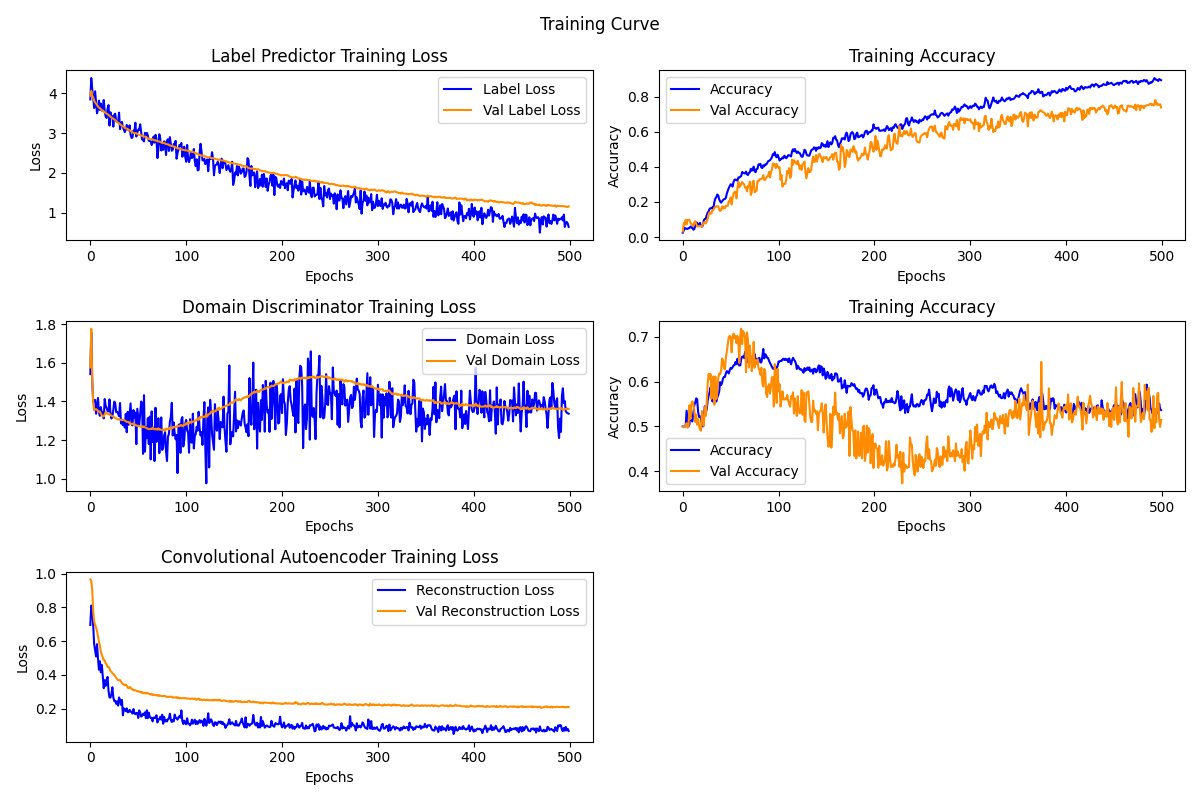 Training Curve
Label Predictor Training Loss
Loss
4
3
2
1
Label Loss
Val Label Loss
0 100 200 300 400 500
Epochs
Training Accuracy
Accuracy
0.8
0.6
0.4
0.2
0.0
Accuracy
Val Accuracy
0 100 200 300 400 500
Epochs
Domain Discriminator Training Loss
Loss
1.8
1.6
1.4
1.2
1.0
Domain Loss
Val Domain Loss
0 100 200 300 400 500
Epochs
Training Accuracy
Accuracy
0.7
0.6
0.5
0.4
Accuracy
Val Accuracy
0 100 200 300 400 500
Epochs
Convolutional Autoencoder Training Loss
Loss
1.0
0.8
0.6
0.4
0.2
Reconstruction Loss
Val Reconstruction Loss
0 100 200 300 400 500
Epochs